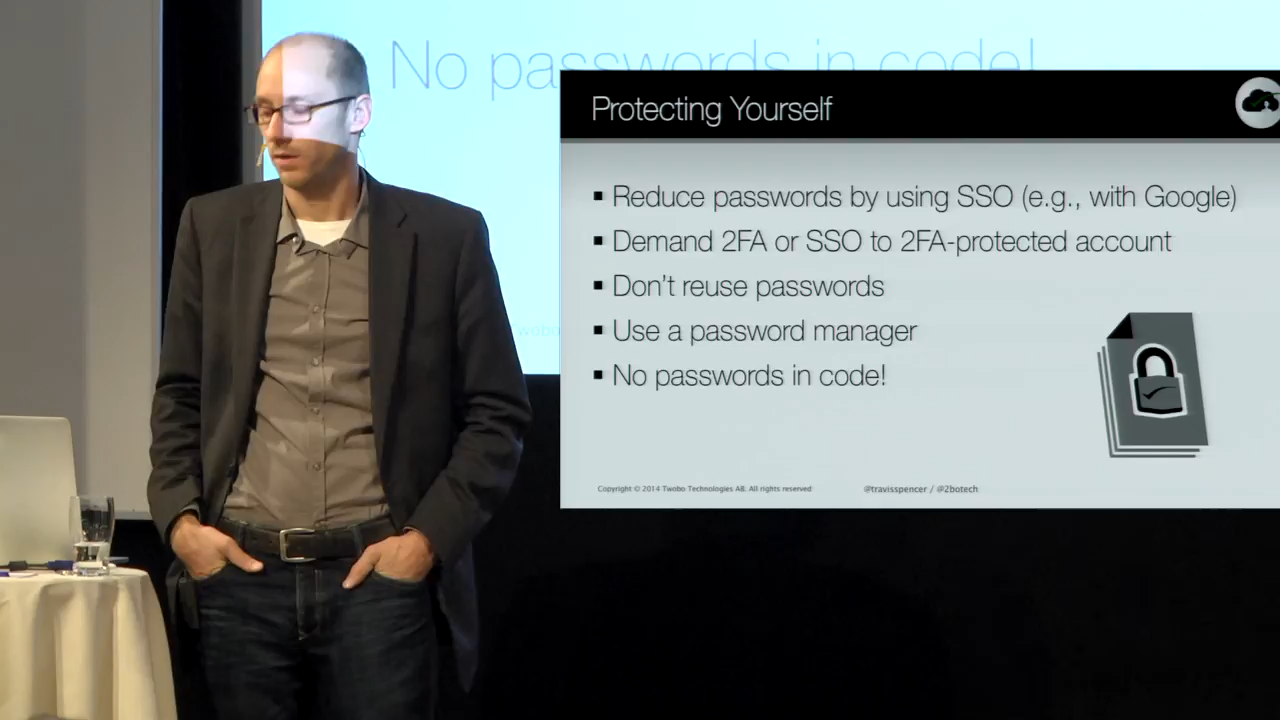 No passwords in code!
Protecting Yourself
▪ Reduce passwords by using SSO (e.g., with Google)
▪ Demand 2FA or SSO to 2FA-protected account
▪ Don't reuse passwords
▪ Use a password manager
▪ No passwords in code!
Copyright © 2014 Twobo Technologies AB. All rights reserved
@travisspencer / @2botech